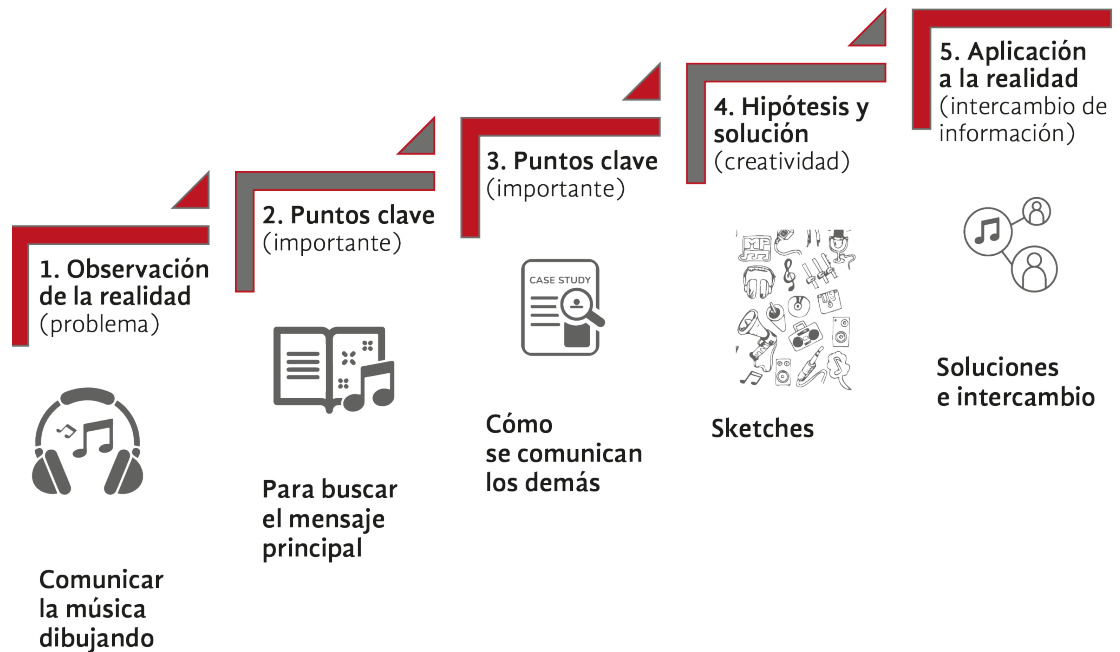 1. Observación
de la realidad
(problema)
Comunicar
la música
dibujando
2. Puntos clave
(importante)
Para buscar
el mensaje
principal
3. Puntos clave
(importante)
CASE STUDY
Cómo
se comunican
los demás
4. Hipótesis y
solución
(creatividad)
MP
Sketches
5. Aplicación
a la realidad
(intercambio de
información)
Soluciones
e intercambio